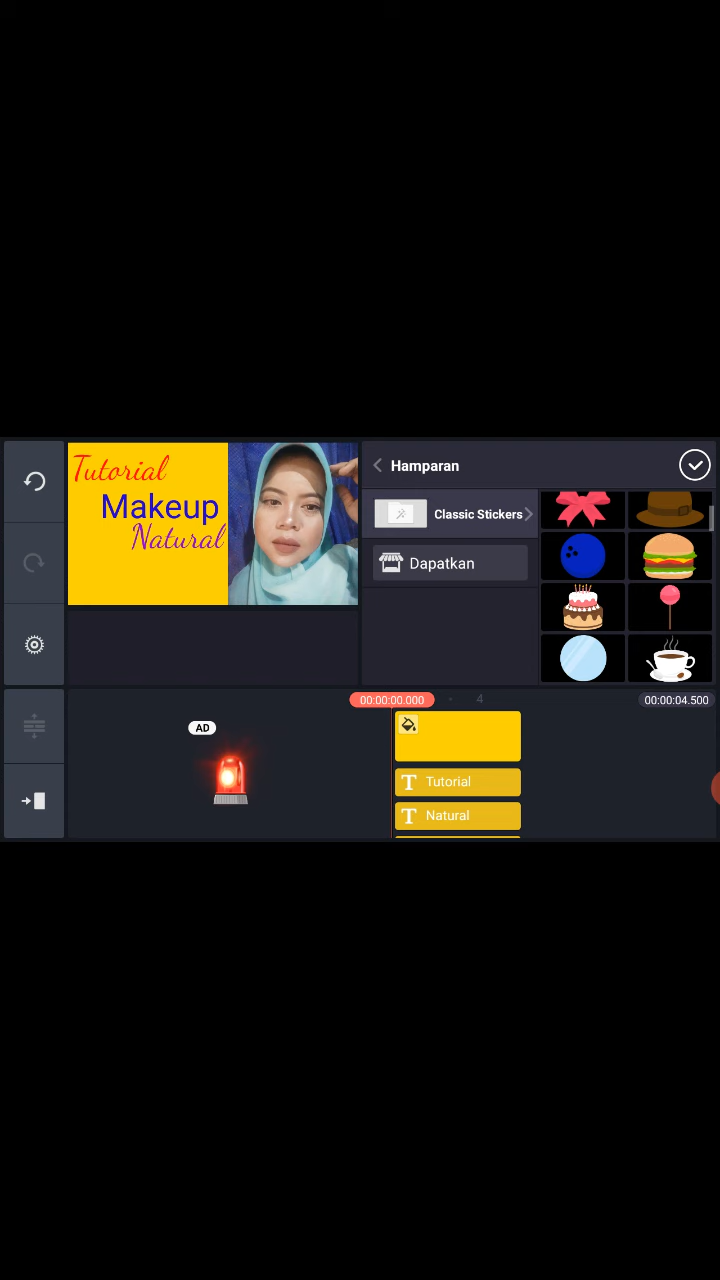 Tutorial
Makeup
Natural
Hamparan
Classic Stickers
Dapatkan
00:00:00.000
4
00:00:04.500
AD
T Tutorial
T Natural